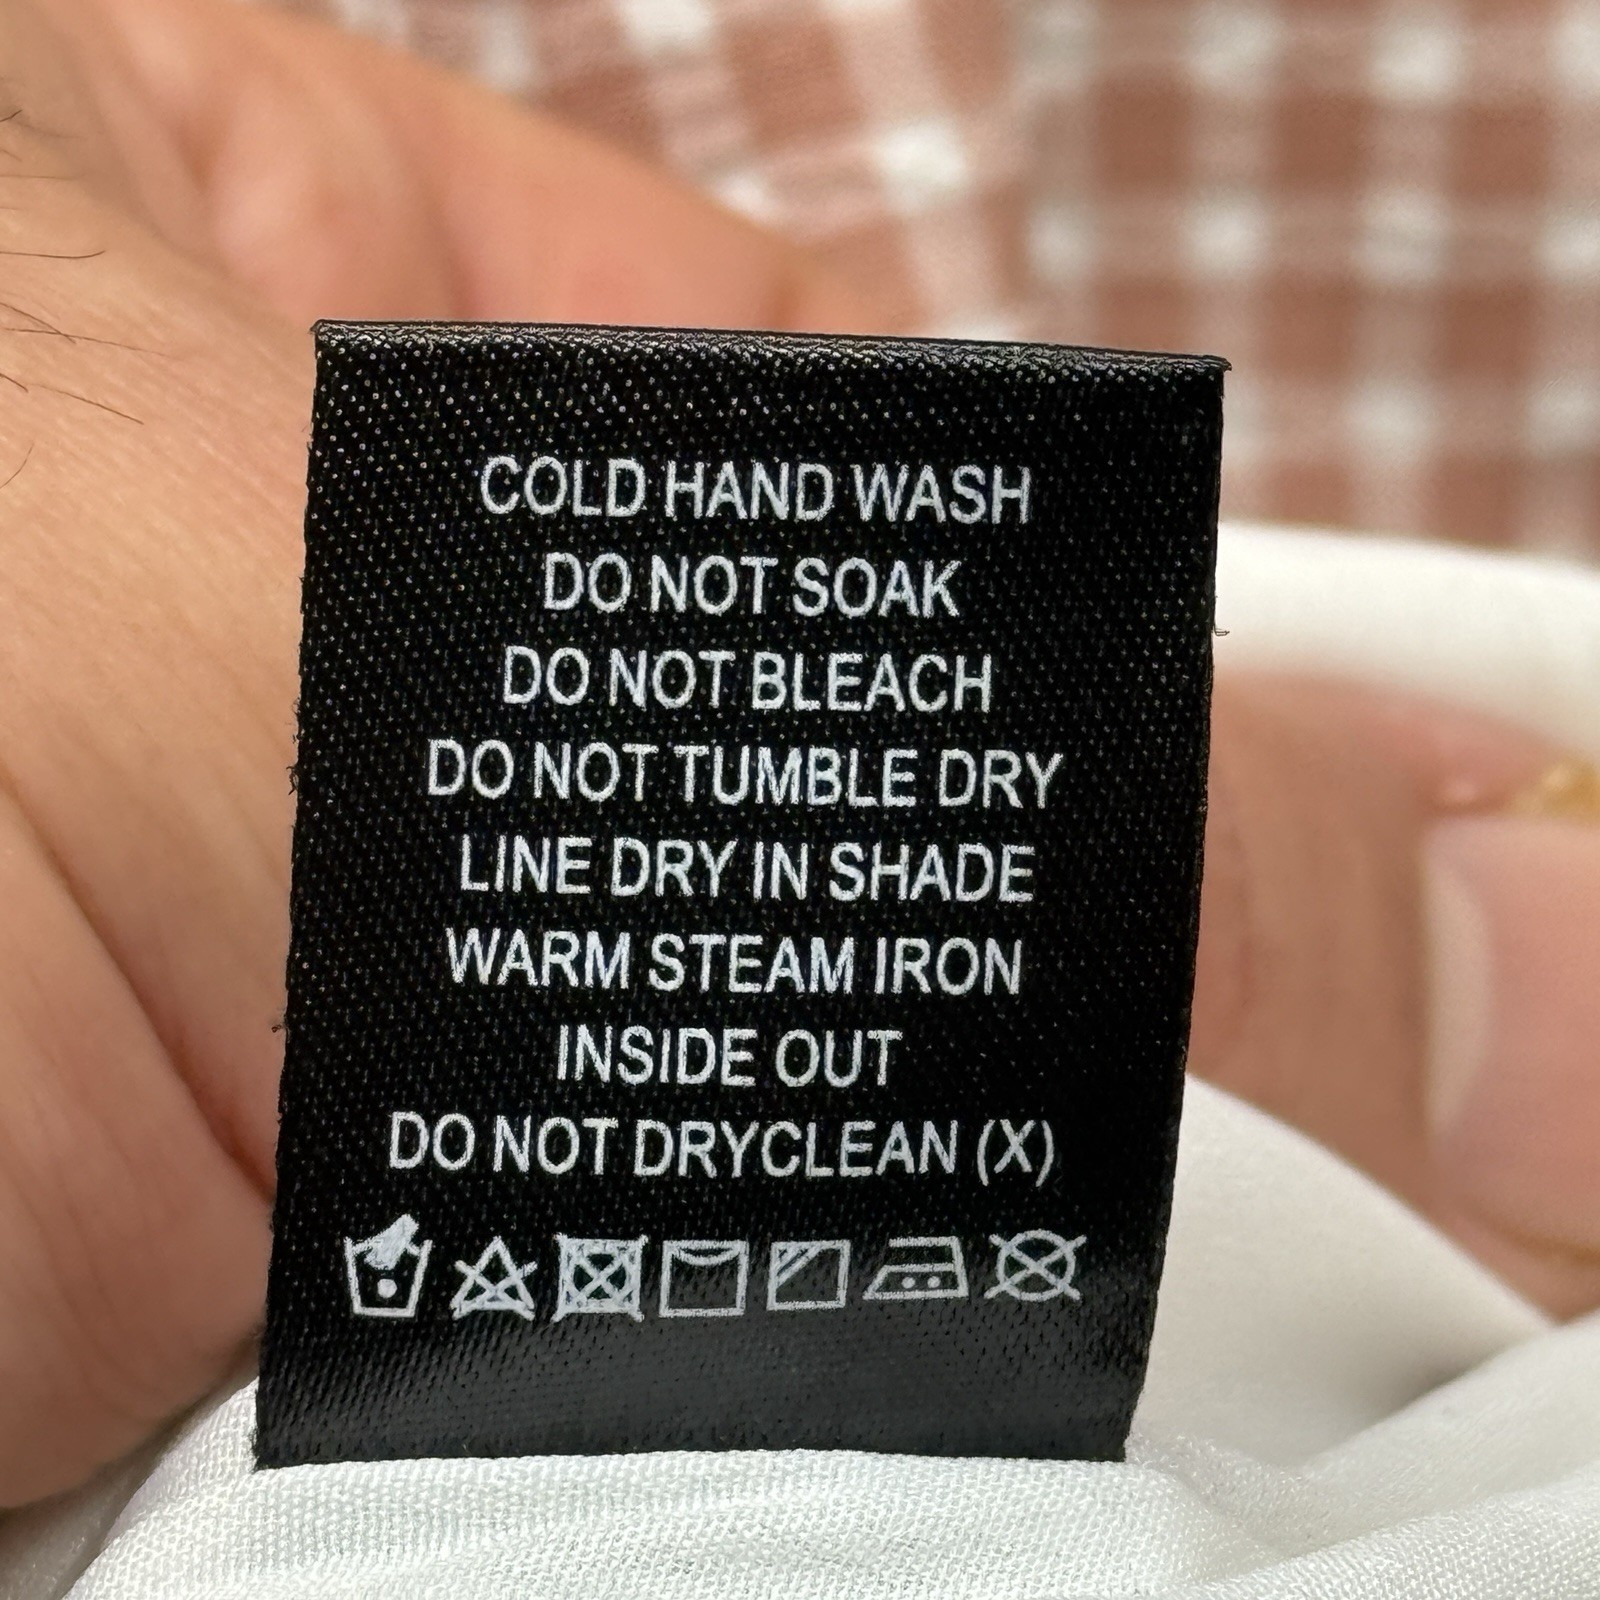 COLD HAND WASH
DO NOT SOAK
DO NOT BLEACH
DO NOT TUMBLE DRY
LINE DRY IN SHADE
WARM STEAM IRON
INSIDE OUT
DO NOT DRYCLEAN (X)